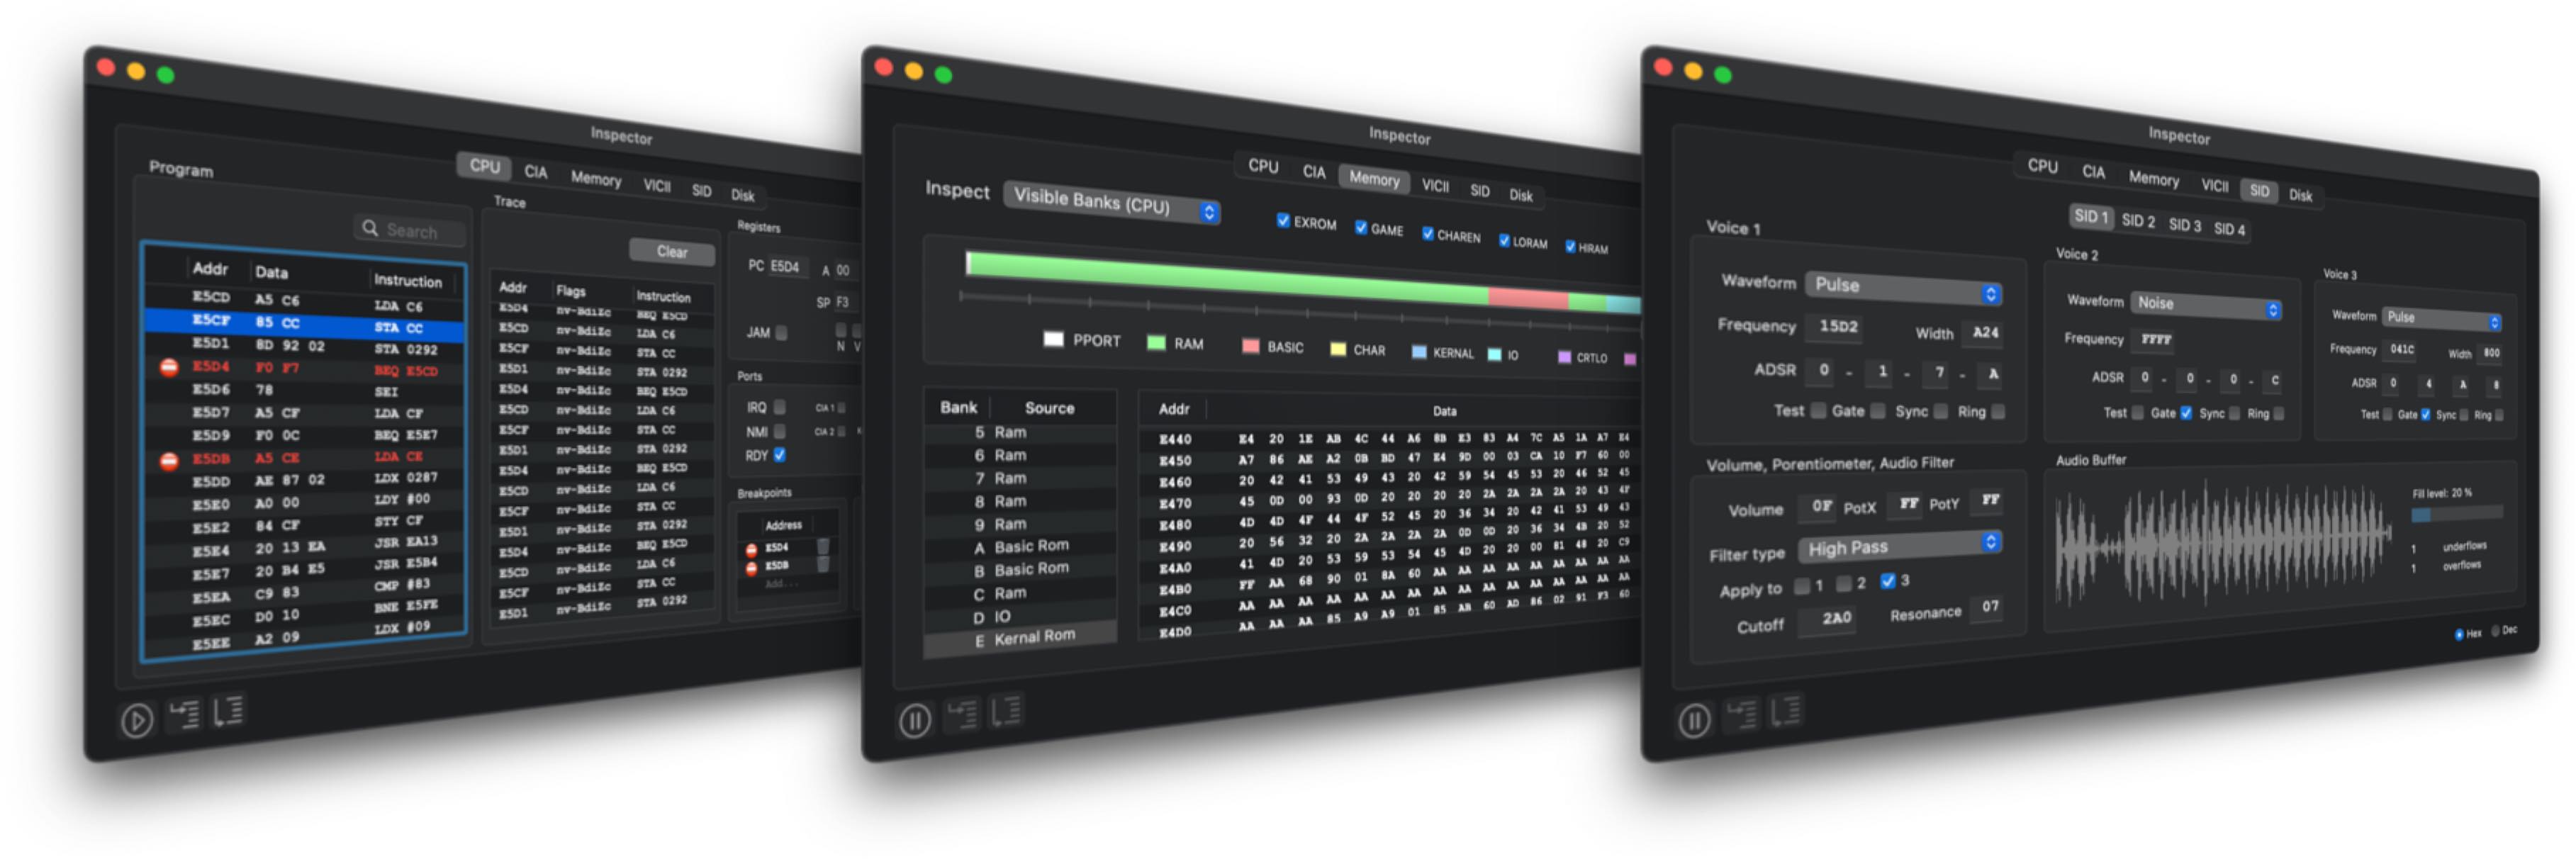 Inspector
CPU CIA Memory VICII SID Disk
Program
Search
Addr Data Instruction
E5CD A5 C6 LDA C6
E5CF 85 CC STA CC
E5D1 8D 92 02 STA 0292
E5D4 F0 F7 BEQ E5CD
E5D6 78 SEI
E5D7 A5 CF LDA CF
E5D9 F0 0C BEQ E5E7
E5DB A5 CE LDA CE
E5DD AE 87 02 LDX 0287
E5E0 A0 00 LDY #00
E5E2 84 CF STY CF
E5E4 20 13 EA JSR EA13
E5E7 20 B4 E5 JSR E5B4
E5EA C9 83 CMP #83
E5EC D0 10 BNE E5FE
E5EE A2 09 LDX #09
Trace
Clear
Addr Flags Instruction
E5D4 nv-BdiZc BEQ E5CD
E5CD nv-BdiZc LDA C6
E5CF nv-BdiZc STA CC
E5D1 nv-BdiZc STA 0292
E5D4 nv-BdiZc BEQ E5CD
E5CD nv-BdiZc LDA C6
E5CF nv-BdiZc STA CC
E5D1 nv-BdiZc STA 0292
E5D4 nv-BdiZc BEQ E5CD
E5CD nv-BdiZc LDA C6
E5CF nv-BdiZc STA CC
E5D1 nv-BdiZc STA 0292
E5D4 nv-BdiZc BEQ E5CD
E5CD nv-BdiZc LDA C6
E5CF nv-BdiZc STA CC
E5D1 nv-BdiZc STA 0292
Registers
PC E5D4 A 00
SP F3
JAM
N V
Ports
IRQ CIA 1
NMI CIA 2
RDY
Breakpoints
Address
E5D4
E5DB
Add...
Inspector
CPU CIA Memory VICII SID Disk
Inspect Visible Banks (CPU)
EXROM GAME CHAREN LORAM HIRAM
PPORT RAM BASIC CHAR KERNAL IO CRTLO
Bank Source
5 Ram
6 Ram
7 Ram
8 Ram
9 Ram
A Basic Rom
B Basic Rom
C Ram
D IO
E Kernal Rom
Addr Data
E440 E4 20 1E AB 4C 44 A6 8B E3 83 A4 7C A5 1A A7 E4
E450 A7 86 AE A2 0B BD 47 E4 9D 00 03 CA 10 F7 60 00
E460 20 42 41 53 49 43 20 42 59 54 45 53 20 46 52 45
E470 45 0D 00 93 0D 20 20 20 20 2A 2A 2A 2A 20 43 4F
E480 4D 4D 4F 44 4F 52 45 20 36 34 20 42 41 53 49 43
E490 20 56 32 20 2A 2A 2A 2A 0D 0D 20 36 34 4B 20 52
E4A0 41 4D 20 53 59 53 54 45 4D 20 20 00 81 48 20 C9
E4B0 FF AA 68 90 01 8A 60 AA AA AA AA AA AA AA AA AA
E4C0 AA AA AA AA AA AA AA AA AA AA AA AA AA AA AA AA
E4D0 AA AA AA 85 A9 A9 01 85 AB 60 AD 86 02 91 F3 60
Inspector
CPU CIA Memory VICII SID Disk
SID 1 SID 2 SID 3 SID 4
Voice 1
Waveform Pulse
Frequency 15D2 Width A24
ADSR 0 - 1 - 7 - A
Test Gate Sync Ring
Voice 2
Waveform Noise
Frequency FFFF
ADSR 0 - 0 - 0 - C
Test Gate Sync Ring
Voice 3
Waveform Pulse
Frequency 041C Width 800
ADSR 0 4 A 8
Test Gate Sync Ring
Volume, Porentiometer, Audio Filter
Volume 0F PotX FF PotY FF
Filter type High Pass
Apply to 1 2 3
Cutoff 2A0 Resonance 07
Audio Buffer
Fill level: 20 %
1 underflows
1 overflows
Hex Dec